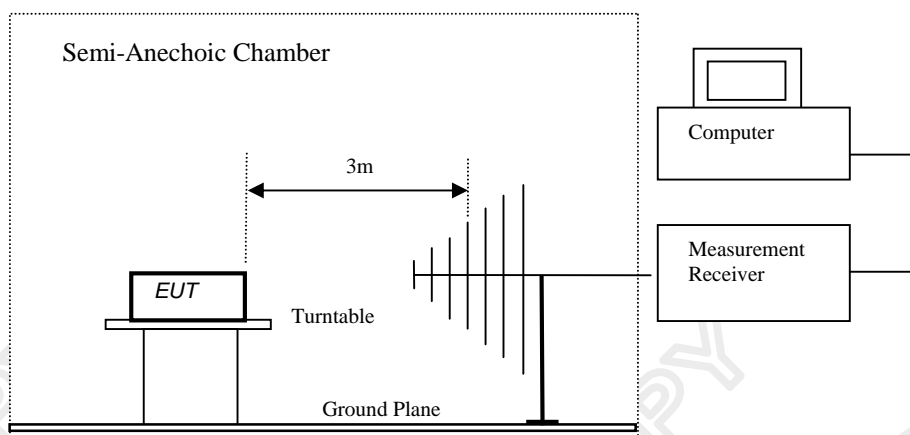 Semi-Anechoic Chamber
Computer
3m
Measurement
Receiver
EUT
Turntable
Ground Plane